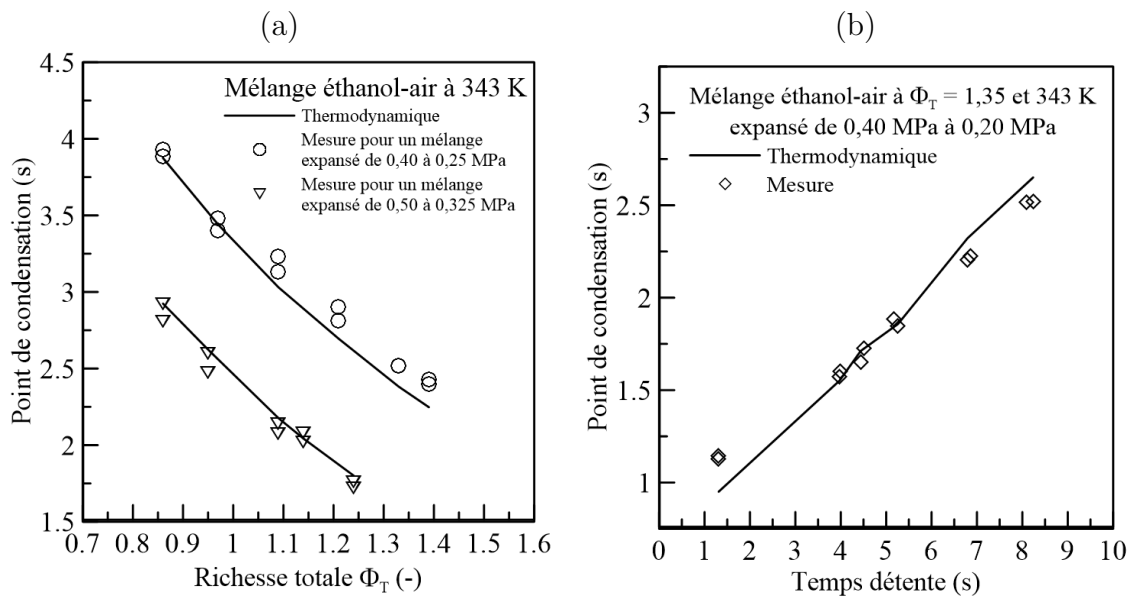 (a)
Point de condensation (s)
4.5
4
3.5
3
2.5
2
1.5
Mélange éthanol-air à 343 K
Thermodynamique
Mesure pour un mélange
expansé de 0,40 à 0,25 MPa
Mesure pour un mélange
expansé de 0,50 à 0,325 MPa
0.7 0.8 0.9 1 1.1 1.2 1.3 1.4 1.5 1.6
Richesse totale Φ_T (-)
(b)
Point de condensation (s)
3
2.5
2
1.5
1
Mélange éthanol-air à Φ_T = 1,35 et 343 K
expansé de 0,40 MPa à 0,20 MPa
Thermodynamique
Mesure
0 1 2 3 4 5 6 7 8 9 10
Temps détente (s)